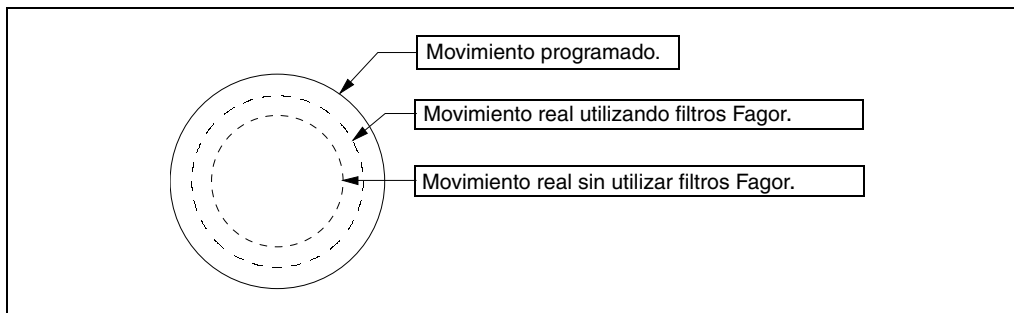 Movimiento programado.
Movimiento real utilizando filtros Fagor.
Movimiento real sin utilizar filtros Fagor.